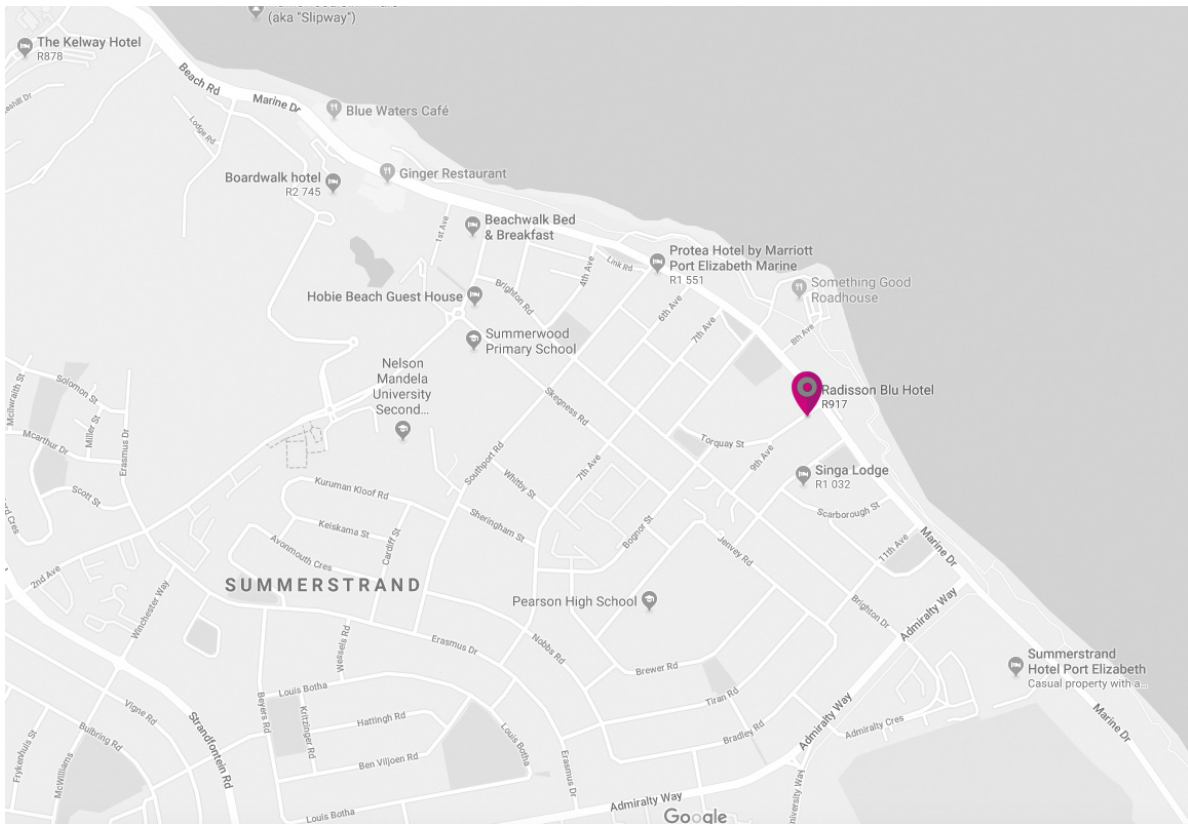 (aka "Slipway")
The Kelway Hotel
R878
Beach Rd
Marine Dr
Lodge Rd
Blue Waters Café
Boardwalk hotel
R2 745
Ginger Restaurant
1st Ave
Beachwalk Bed
& Breakfast
4th Ave
Link Rd
Protea Hotel by Marriott
Port Elizabeth Marine
R1 551
Something Good
Roadhouse
Hobie Beach Guest House
Brighton Rd
6th Ave
7th Ave
8th Ave
Summerwood
Primary School
Nelson
Mandela
University
Second...
Radisson Blu Hotel
R917
McIlwraith St
Solomon St
Miller St
Mcarthur Dr
Erasmus Dr
Scott St
Skegness Rd
Torquay St
9th Ave
Singa Lodge
R1 032
Southport Rd
7th Ave
Whitby St
Kuruman Kloof Rd
Keiskama St
Cardiff St
Sheringham St
Bognor St
Scarborough St
11th Ave
Marine Dr
Jenvey Rd
Avonmouth Cres
2nd Ave
Winchester Way
SUMMERSTRAND
Pearson High School
Brighton Dr
Admiralty Way
Erasmus Dr
Nobbs Rd
Wessels Rd
Brewer Rd
Summerstrand
Hotel Port Elizabeth
Casual property with a...
Louis Botha
Beyers Rd
Kritzinger Rd
Hattingh Rd
Tiran Rd
Vigne Rd
Bulbring Rd
Strandfontein Rd
Frykenhuis St
McWilliams
Ben Viljoen Rd
Louis Botha
Erasmus Dr
Bradley Rd
Admiralty Way
Admiralty Cres
Marine Dr
Louis Botha
Admiralty Way
Google